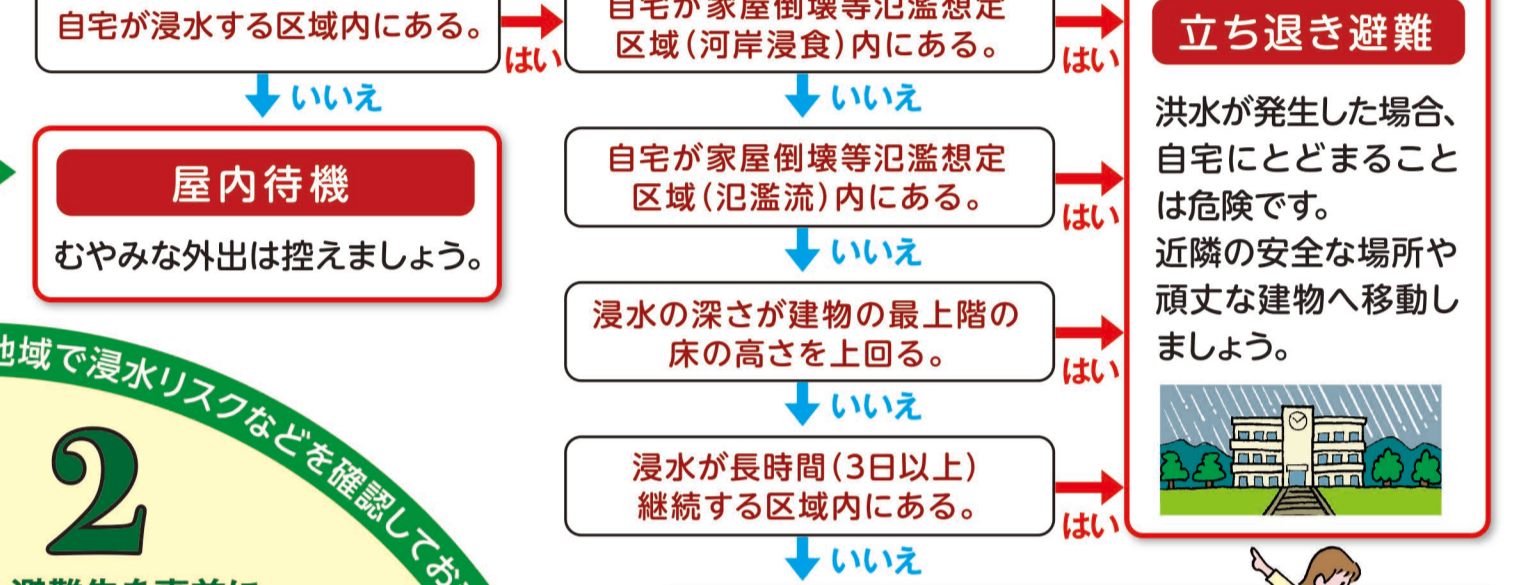 自宅が浸水する区域内にある。
はい
いいえ
屋内待機
むやみな外出は控えましょう。
自宅が家屋倒壊等氾濫想定
区域(河岸浸食)内にある。
はい
いいえ
自宅が家屋倒壊等氾濫想定
区域(氾濫流)内にある。
はい
いいえ
浸水の深さが建物の最上階の
床の高さを上回る。
はい
いいえ
浸水が長時間(3日以上)
継続する区域内にある。
はい
いいえ
立ち退き避難
洪水が発生した場合、
自宅にとどまること
は危険です。
近隣の安全な場所や
頑丈な建物へ移動し
ましょう。
地域で浸水リスクなどを確認してお
2